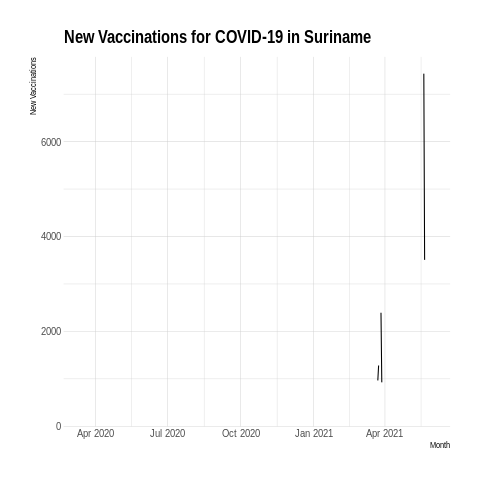 New Vaccinations for COVID-19 in Suriname
New Vaccinations
6000
4000
2000
0
Apr 2020 Jul 2020 Oct 2020 Jan 2021 Apr 2021
Month